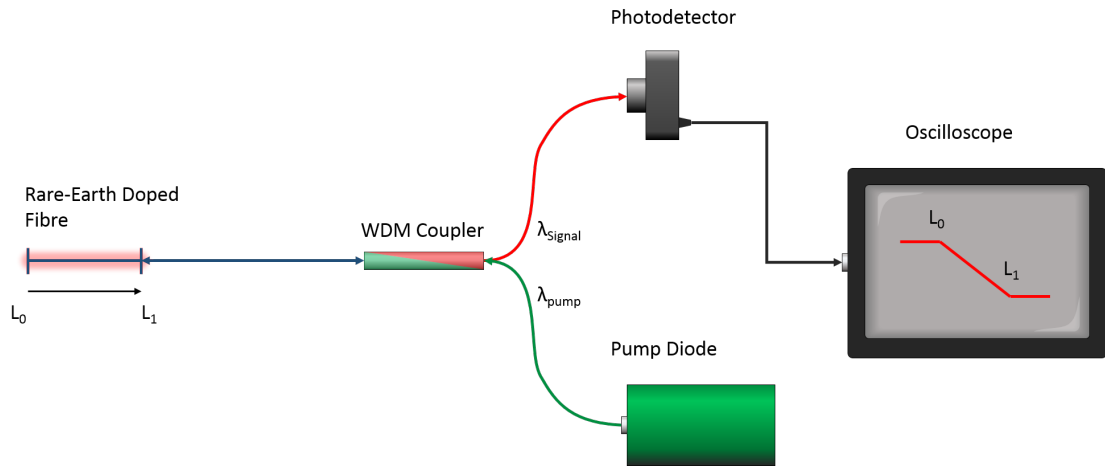 Photodetector
Oscilloscope
Rare-Earth Doped
Fibre
WDM Coupler
λSignal
L0
L1
λpump
L0
L1
Pump Diode